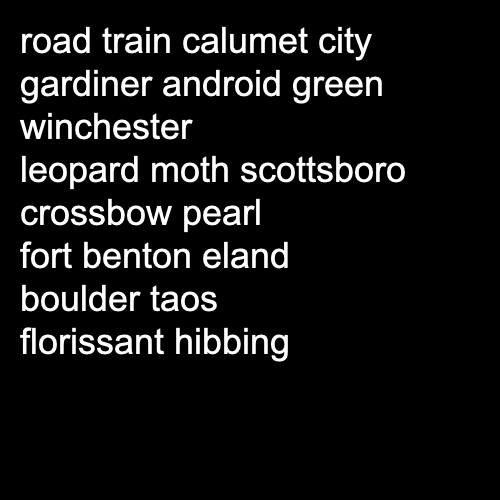 road train calumet city
gardiner android green
winchester
leopard moth scottsboro
crossbow pearl
fort benton eland
boulder taos
florissant hibbing